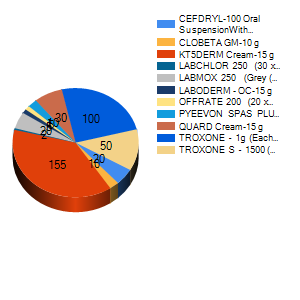 CEFDRYL-100 Oral
SuspensionWith...
CLOBETA GM-10 g
KT5DERM Cream-15 g
LABCHLOR 250 (30 x...
LABMOX 250 (Grey (...
LABODERM - OC-15 g
OFFRATE 200 (20 x...
PYEEVON SPAS PLU...
QUARD Cream-15 g
TROXONE - 1g (Each...
TROXONE S - 1500 (...
100
50
20
10
155
30